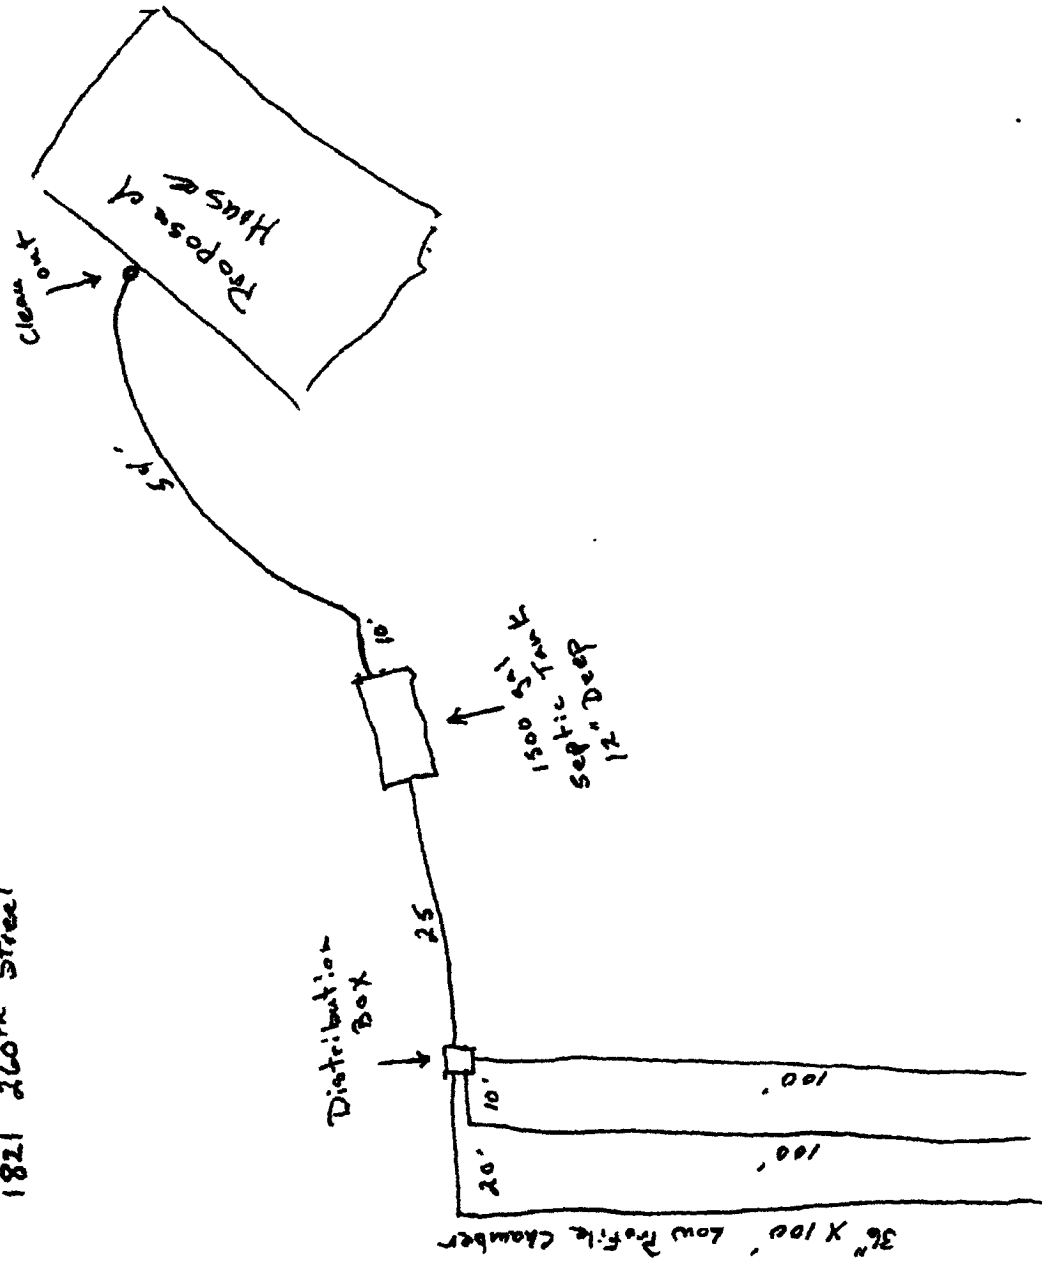 1821 260th Street
Clean
out
Proposed
House
54'
10'
1500 gal
septic Tank
12" Deep
25
Distribution
Box
10'
20'
100'
100'
36" X 100' Low Profile Chamber